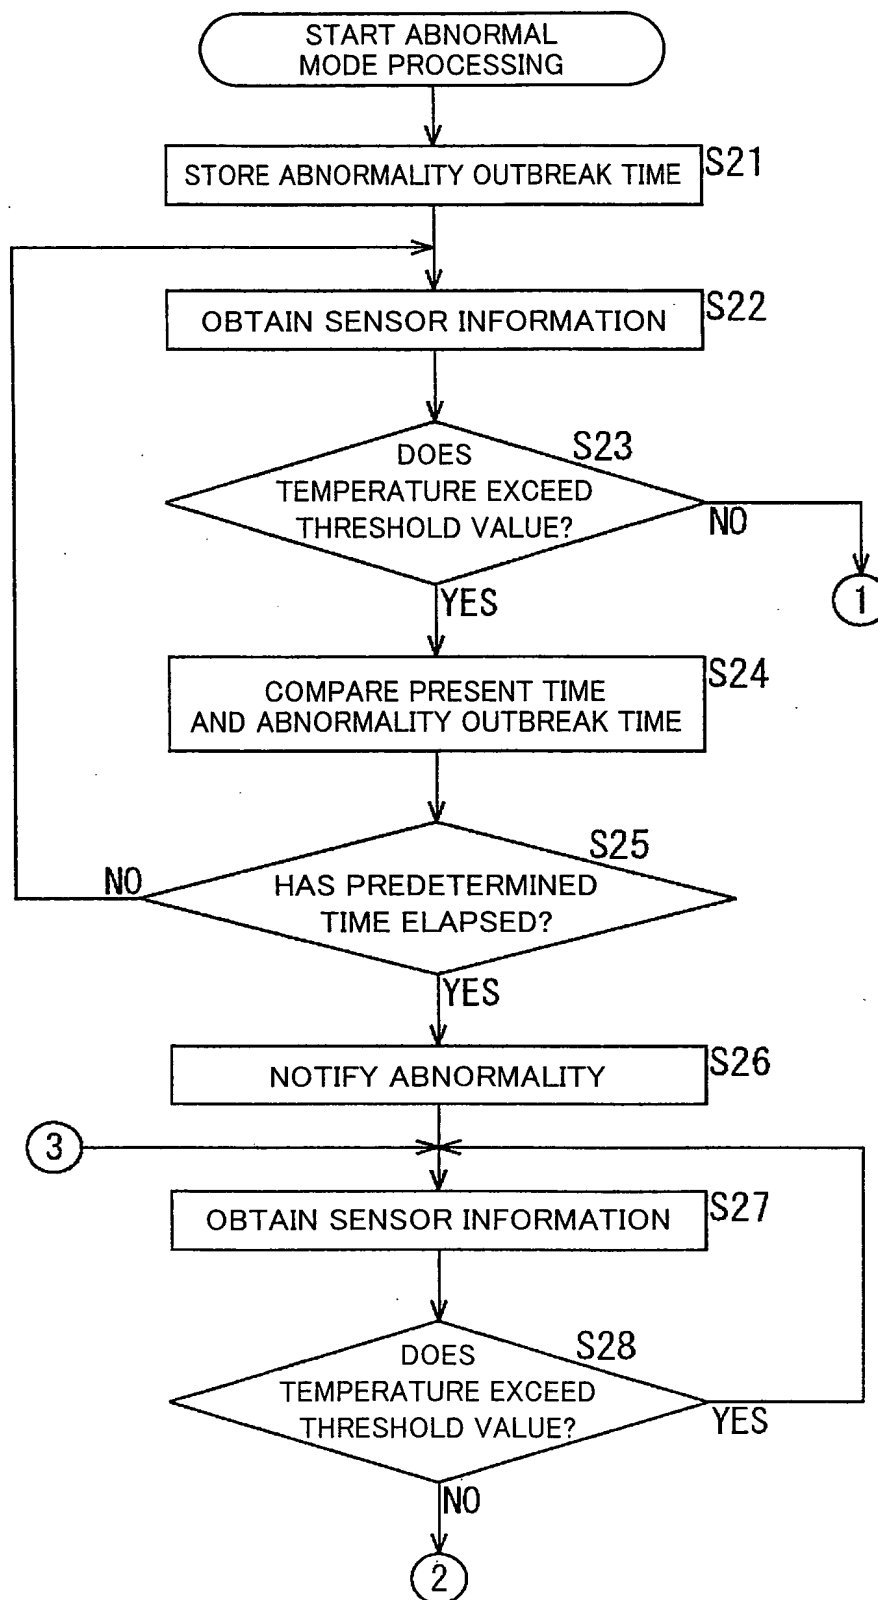 START ABNORMAL
MODE PROCESSING
S21
STORE ABNORMALITY OUTBREAK TIME
S22
OBTAIN SENSOR INFORMATION
S23
DOES
TEMPERATURE EXCEED
THRESHOLD VALUE?
NO
1
YES
S24
COMPARE PRESENT TIME
AND ABNORMALITY OUTBREAK TIME
S25
NO
HAS PREDETERMINED
TIME ELAPSED?
YES
S26
NOTIFY ABNORMALITY
3
S27
OBTAIN SENSOR INFORMATION
S28
DOES
TEMPERATURE EXCEED
THRESHOLD VALUE?
YES
NO
2